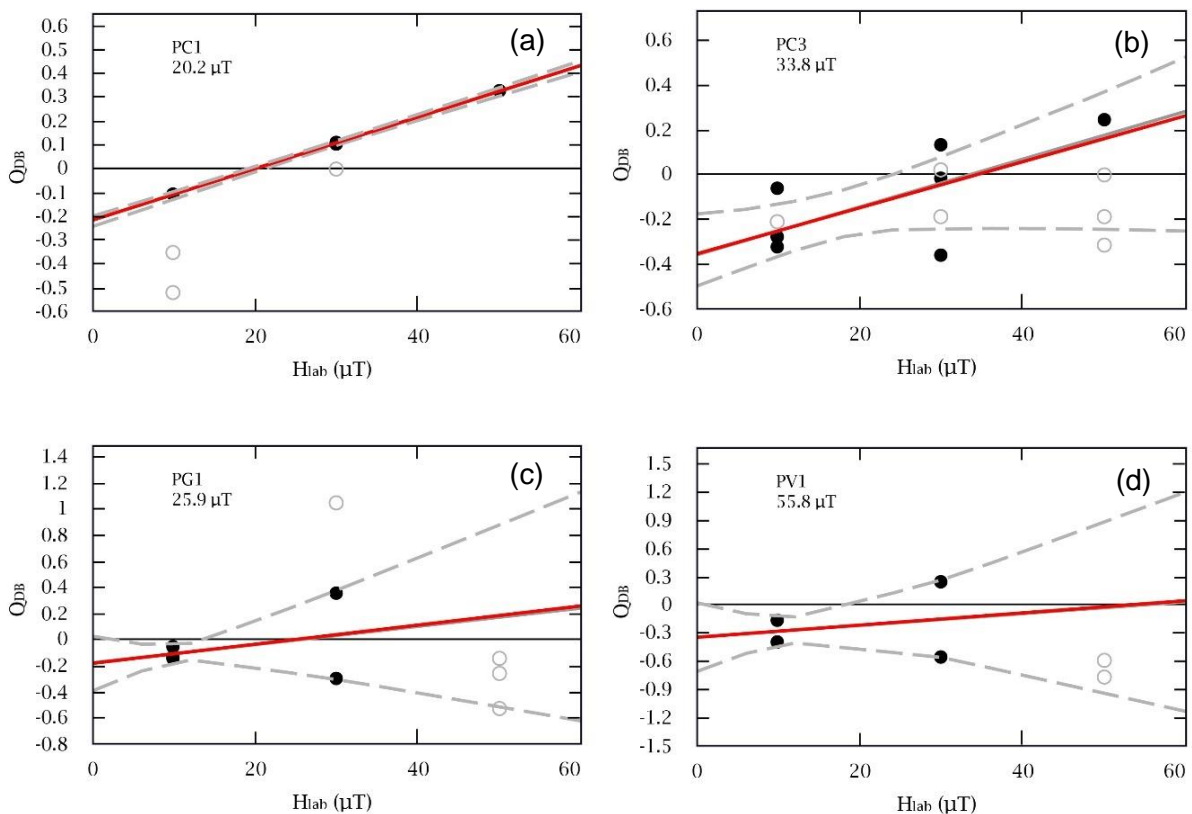 (a)
PC1
20.2 µT
0.6
0.5
0.4
0.3
0.2
0.1
0
-0.1
-0.2
-0.3
-0.4
-0.5
-0.6
QDB
0 20 40 60
Hlab (µT)
(b)
PC3
33.8 µT
0.6
0.4
0.2
0
-0.2
-0.4
-0.6
QDB
0 20 40 60
Hlab (µT)
(c)
PG1
25.9 µT
1.4
1.2
1
0.8
0.6
0.4
0.2
0
-0.2
-0.4
-0.6
-0.8
QDB
0 20 40 60
Hlab (µT)
(d)
PV1
55.8 µT
1.5
1.2
0.9
0.6
0.3
0
-0.3
-0.6
-0.9
-1.2
-1.5
QDB
0 20 40 60
Hlab (µT)